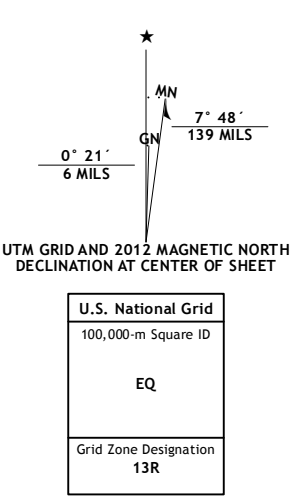 MN
7° 48´
139 MILS
GN
0° 21´
6 MILS
UTM GRID AND 2012 MAGNETIC NORTH
DECLINATION AT CENTER OF SHEET
U.S. National Grid
100,000-m Square ID
EQ
Grid Zone Designation
13R